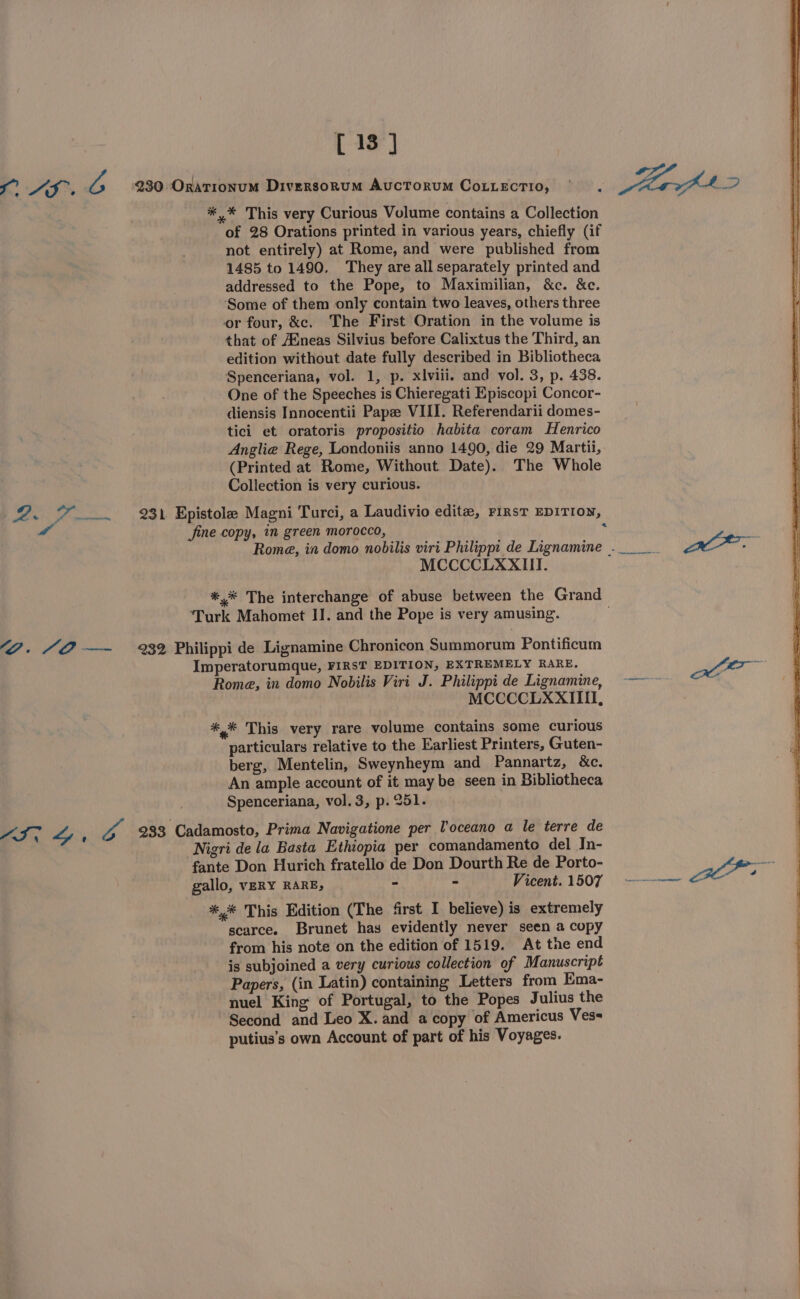 [ 13 ]
230 Orationum Diversorum Auctorum Collectio, .
*** This very Curious Volume contains a Collection
of 28 Orations printed in various years, chiefly (if
not entirely) at Rome, and were published from
1485 to 1490. They are all separately printed and
addressed to the Pope, to Maximilian, &c. &c.
Some of them only contain two leaves, others three
or four, &c. The First Oration in the volume is
that of Æneas Silvius before Calixtus the Third, an
edition without date fully described in Bibliotheca
Spenceriana, vol. 1, p. xlviii. and vol. 3, p. 438.
One of the Speeches is Chieregati Episcopi Concor-
diensis Innocentii Papæ VIII. Referendarii domes-
tici et oratoris propositio habita coram Henrico
Angliæ Rege, Londoniis anno 1490, die 29 Martii,
(Printed at Rome, Without Date). The Whole
Collection is very curious.
2. 7 —
231 Epistolæ Magni Turci, a Laudivio editæ, FIRST EDITION,
fine copy, in green morocco,
Romæ, in domo nobilis viri Philippi de Lignamine
MCCCCLXXIII.
*** The interchange of abuse between the Grand
Turk Mahomet II. and the Pope is very amusing.
2. 10 —
232 Philippi de Lignamine Chronicon Summorum Pontificum
Imperatorumque, FIRST EDITION, EXTREMELY RARE.
Romæ, in domo Nobilis Viri J. Philippi de Lignamine,
MCCCCLXXIIII,
*** This very rare volume contains some curious
particulars relative to the Earliest Printers, Guten-
berg, Mentelin, Sweynheym and Pannartz, &c.
An ample account of it may be seen in Bibliotheca
Spenceriana, vol. 3, p. 251.
233 Cadamosto, Prima Navigatione per l'oceano a le terre de
Nigri de la Basta Ethiopia per comandamento del In-
fante Don Hurich fratello de Don Dourth Re de Porto-
gallo, VERY RARE, - - Vicent. 1507
*** This Edition (The first I believe) is extremely
scarce. Brunet has evidently never seen a copy
from his note on the edition of 1519. At the end
is subjoined a very curious collection of Manuscript
Papers, (in Latin) containing Letters from Ema-
nuel King of Portugal, to the Popes Julius the
Second and Leo X. and a copy of Americus Ves-
putius's own Account of part of his Voyages.